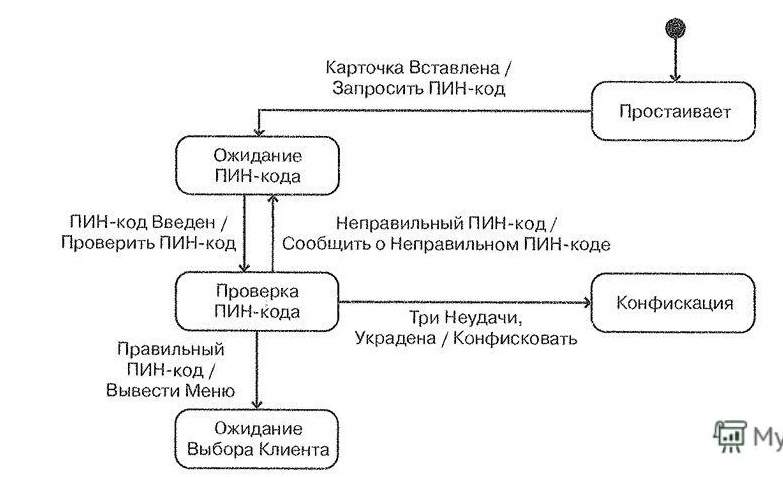 Карточка Вставлена /
Запросить ПИН-код
Простаивает
Ожидание
ПИН-кода
ПИН-код Введен /
Проверить ПИН-код
Неправильный ПИН-код /
Сообщить о Неправильном ПИН-коде
Проверка
ПИН-кода
Три Неудачи,
Украдена / Конфисковать
Конфискация
Правильный
ПИН-код /
Вывести Меню
Ожидание
Выбора Клиента
Му